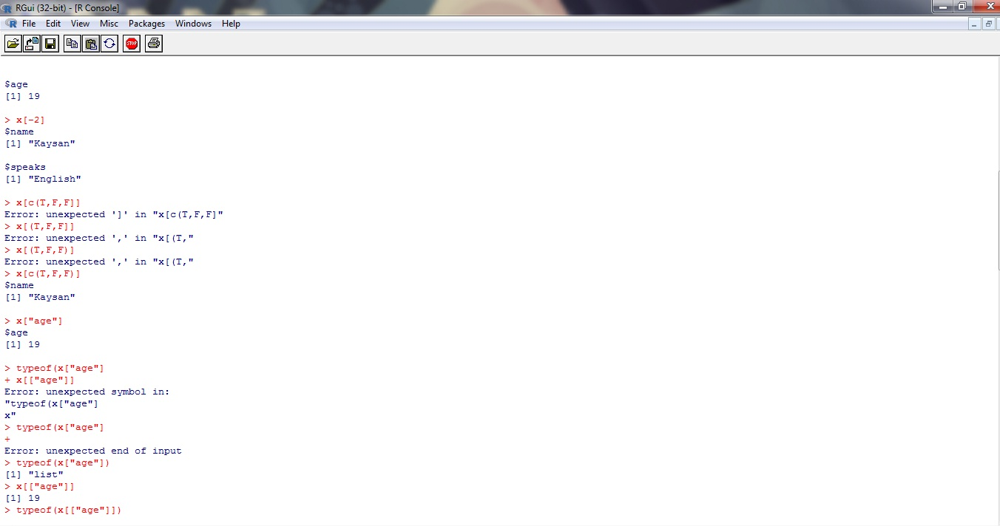 RGui (32-bit) - [R Console]
File Edit View Misc Packages Windows Help
STOP
$age
[1] 19
> x[-2]
$name
[1] "Kaysan"
$speaks
[1] "English"
> x[c(T,F,F]]
Error: unexpected ']' in "x[c(T,F,F]"
> x[(T,F,F]]
Error: unexpected ',' in "x[(T,"
> x[(T,F,F)]
Error: unexpected ',' in "x[(T,"
> x[c(T,F,F)]
$name
[1] "Kaysan"
> x["age"]
$age
[1] 19
> typeof(x["age"]
+ x[["age"]]
Error: unexpected symbol in:
"typeof(x["age"]
x"
> typeof(x["age"]
+
Error: unexpected end of input
> typeof(x["age"])
[1] "list"
> x[["age"]]
[1] 19
> typeof(x[["age"]])